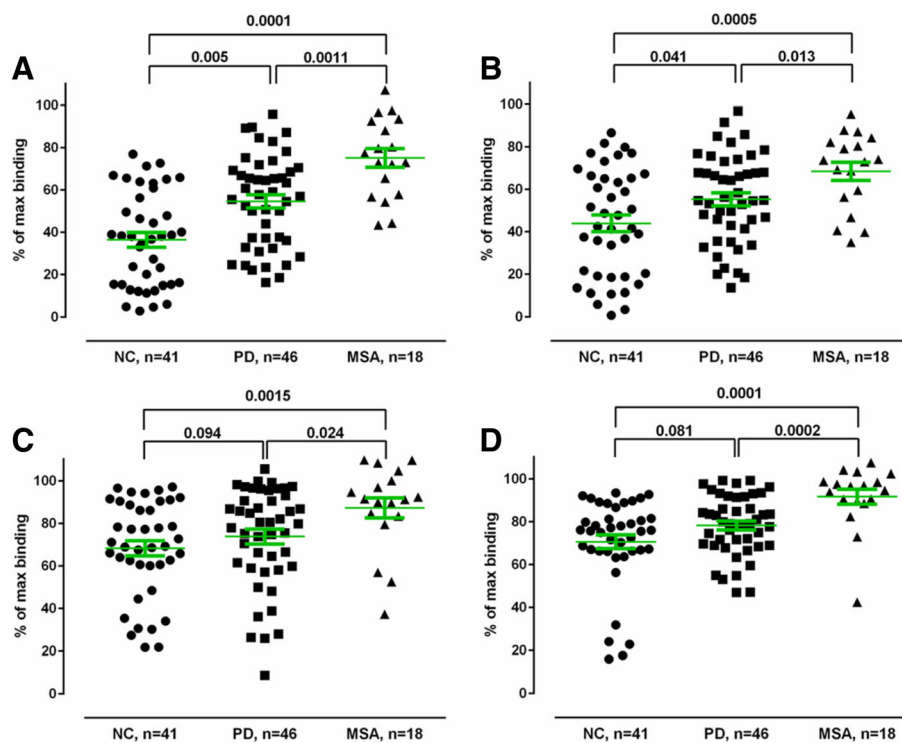 A
0.0001
0.005
0.0011
% of max binding
100
80
60
40
20
0
NC, n=41
PD, n=46
MSA, n=18
B
0.0005
0.041
0.013
% of max binding
100
80
60
40
20
0
NC, n=41
PD, n=46
MSA, n=18
C
0.0015
0.094
0.024
% of max binding
100
80
60
40
20
0
NC, n=41
PD, n=46
MSA, n=18
D
0.0001
0.081
0.0002
% of max binding
100
80
60
40
20
0
NC, n=41
PD, n=46
MSA, n=18